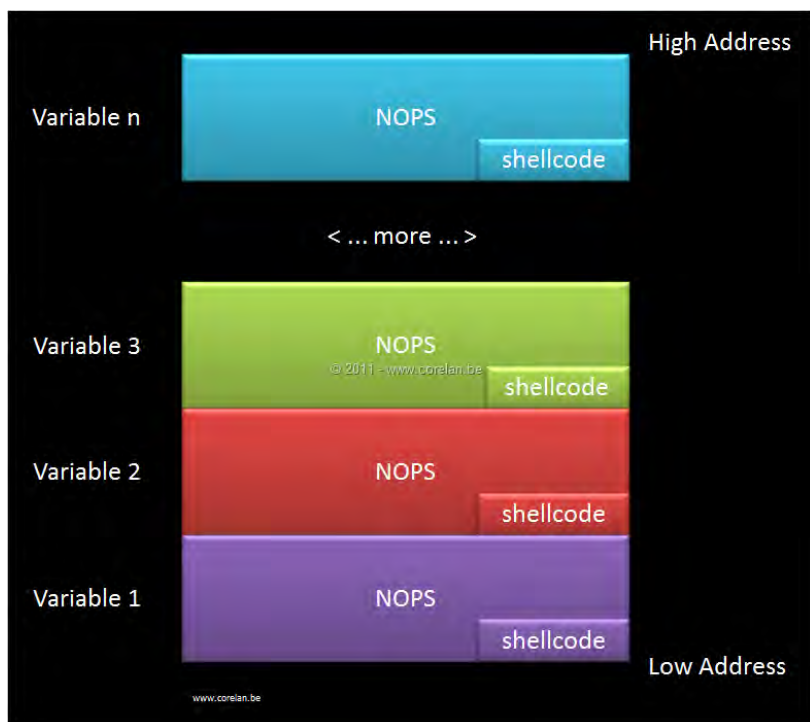 High Address
Variable n
NOPS
shellcode
< ... more ... >
Variable 3
NOPS
© 2011 - www.corelan.be
shellcode
Variable 2
NOPS
shellcode
Variable 1
NOPS
shellcode
Low Address
www.corelan.be